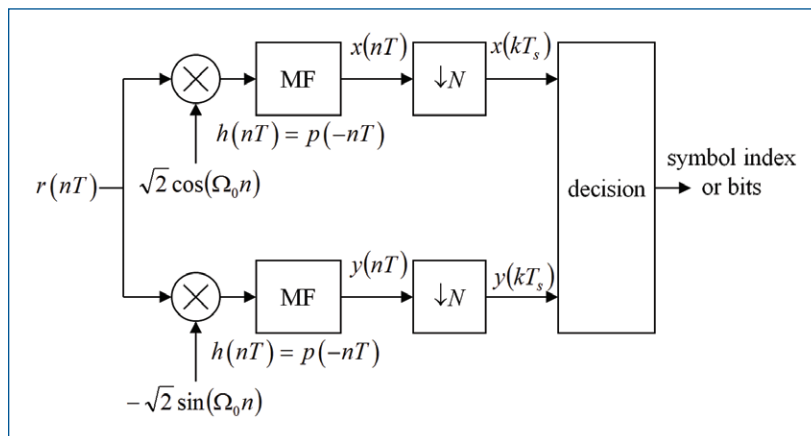 x(nT)
x(kT_s)
MF
↓N
h(nT) = p(−nT)
√2 cos(Ω₀n)
r(nT)
decision
symbol index
or bits
y(nT)
y(kT_s)
MF
↓N
h(nT) = p(−nT)
−√2 sin(Ω₀n)